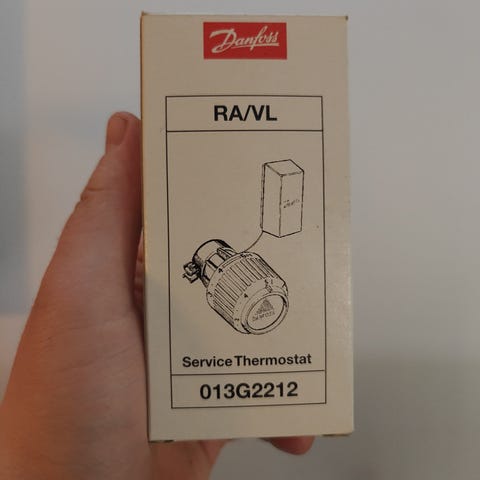 Danfoss
RA/VL
Service Thermostat
013G2212